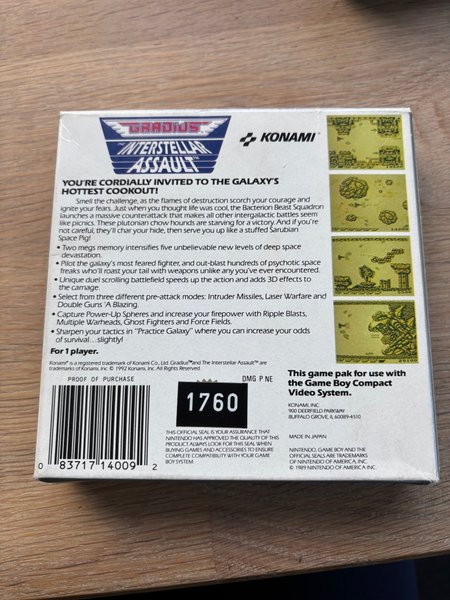 GRADIUS
THE
INTERSTELLAR
ASSAULT™
KONAMI®
YOU'RE CORDIALLY INVITED TO THE GALAXY'S
HOTTEST COOKOUT!
Smell the challenge, as the flames of destruction scorch your courage and
ignite your fears. Just when you thought life was cool, the Bacterion Beast Squadron
launches a massive counterattack that makes all other intergalactic battles seem
like picnics. These plutonian chow hounds are starving for a victory. And if you're
not careful, they'll char your hide, then serve you up like a stuffed Sarubian
Space Pig!
• Two megs memory intensifies five unbelievable new levels of deep space
devastation.
• Pilot the galaxy's most feared fighter, and out-blast hundreds of psychotic space
freaks who'll roast your tail with weapons unlike any you've ever encountered.
• Unique duel scrolling battlefield speeds up the action and adds 3D effects to
the carnage.
• Select from three different pre-attack modes: Intruder Missiles, Laser Warfare and
Double Guns 'A Blazing.
• Capture Power-Up Spheres and increase your firepower with Ripple Blasts,
Multiple Warheads, Ghost Fighters and Force Fields.
• Sharpen your tactics in "Practice Galaxy" where you can increase your odds
of survival...slightly!
For 1 player.
Konami® is a registered trademark of Konami Co., Ltd. Gradius™ and The Interstellar Assault™ are
trademarks of Konami, Inc. © 1992 Konami, Inc. All Rights Reserved.
PROOF OF PURCHASE
DMG P NE
1760
THIS OFFICIAL SEAL IS YOUR ASSURANCE THAT
NINTENDO HAS APPROVED THE QUALITY OF THIS
PRODUCT. ALWAYS LOOK FOR THIS SEAL WHEN
BUYING GAMES AND ACCESSORIES TO ENSURE
COMPLETE COMPATIBILITY WITH YOUR GAME
BOY SYSTEM.
0 83717 14009 2
This game pak for use with
the Game Boy Compact
Video System.
KONAMI, INC.
900 DEERFIELD PARKWAY
BUFFALO GROVE, IL 60089-4510
MADE IN JAPAN
NINTENDO, GAME BOY AND THE
OFFICIAL SEALS ARE TRADEMARKS
OF NINTENDO OF AMERICA INC.
© 1989 NINTENDO OF AMERICA INC.